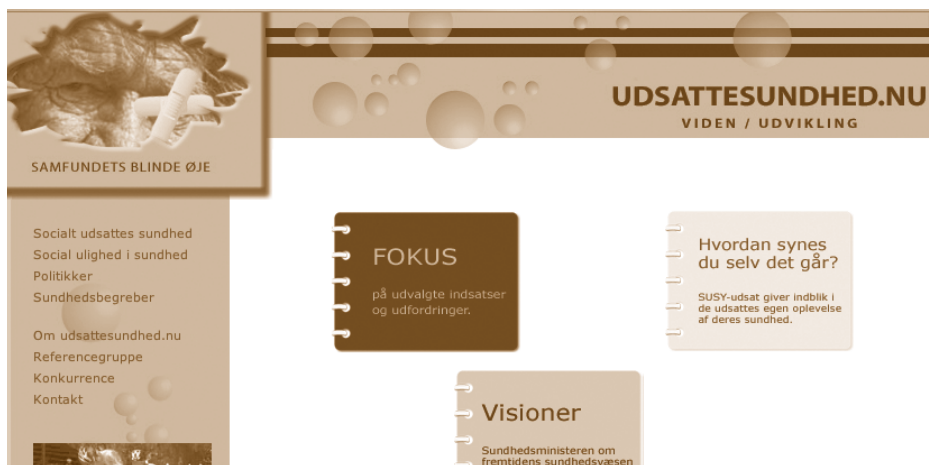 UDSATTESUNDHED.NU
VIDEN / UDVIKLING
SAMFUNDETS BLINDE ØJE
Socialt udsattes sundhed
Social ulighed i sundhed
Politikker
Sundhedsbegreber
Om udsattesundhed.nu
Referencegruppe
Konkurrence
Kontakt
FOKUS
på udvalgte indsatser
og udfordringer.
Hvordan synes
du selv det går?
SUSY-udsat giver indblik i
de udsattes egen oplevelse
af deres sundhed.
Visioner
Sundhedsministeren om
fremtidens sundhedsvæsen